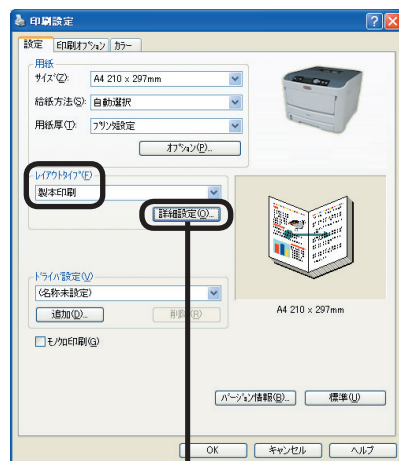 印刷設定
設定 印刷ｵﾌﾟｼｮﾝ ｶﾗｰ
用紙
ｻｲｽﾞ(Z): A4 210 x 297mm
給紙方法(S): 自動選択
用紙厚(T): ﾌﾟﾘﾝﾀ設定
ｵﾌﾟｼｮﾝ(P)...
ﾚｲｱｳﾄﾀｲﾌﾟ(F)
製本印刷
詳細設定(O)...
ﾄﾞﾗｲﾊﾞ設定(V)
(名称未設定)
追加(D)... 削除(R)
A4 210 x 297mm
ﾓﾉｸﾛ印刷(G)
ﾊﾞｰｼﾞｮﾝ情報(B)... 標準(U)
OK ｷｬﾝｾﾙ ﾍﾙﾌﾟ